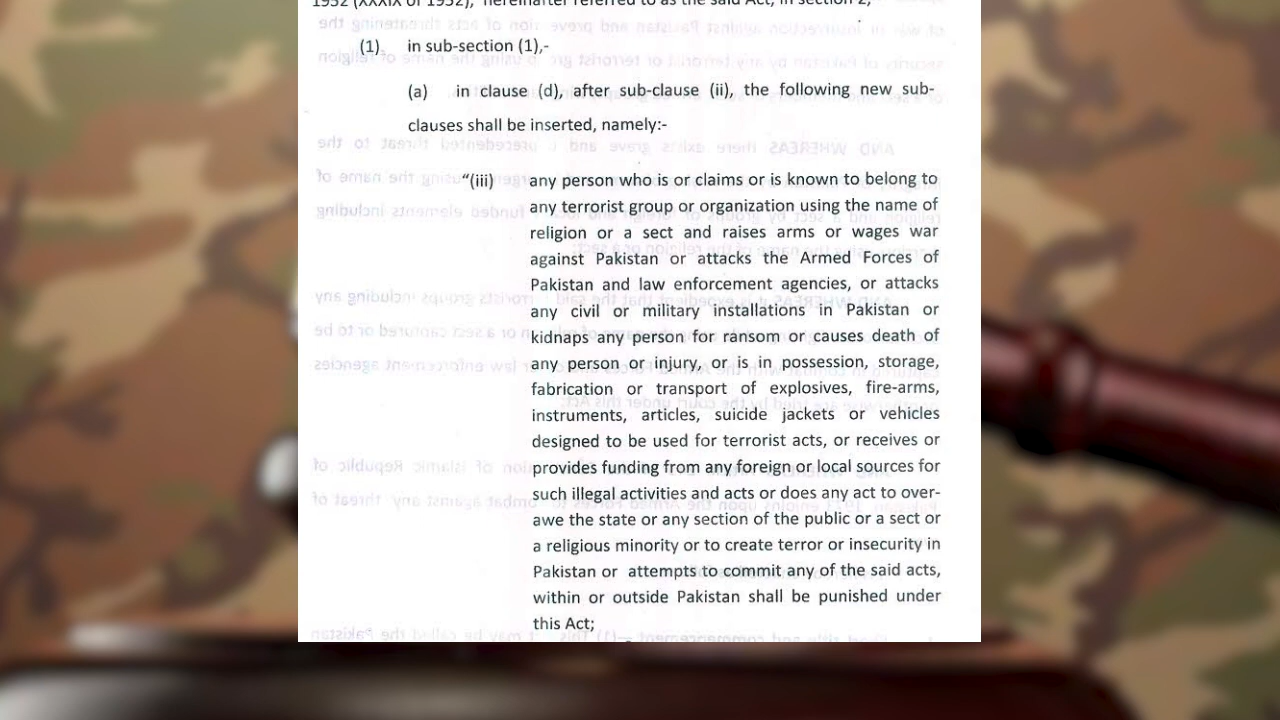 1952 (XXXIX of 1952), hereinafter referred to as the said Act, in section 2,
(1) in sub-section (1),-
(a) in clause (d), after sub-clause (ii), the following new sub-
clauses shall be inserted, namely:-
"(iii) any person who is or claims or is known to belong to
any terrorist group or organization using the name of
religion or a sect and raises arms or wages war
against Pakistan or attacks the Armed Forces of
Pakistan and law enforcement agencies, or attacks
any civil or military installations in Pakistan or
kidnaps any person for ransom or causes death of
any person or injury, or is in possession, storage,
fabrication or transport of explosives, fire-arms,
instruments, articles, suicide jackets or vehicles
designed to be used for terrorist acts, or receives or
provides funding from any foreign or local sources for
such illegal activities and acts or does any act to over-
awe the state or any section of the public or a sect or
a religious minority or to create terror or insecurity in
Pakistan or attempts to commit any of the said acts,
within or outside Pakistan shall be punished under
this Act;